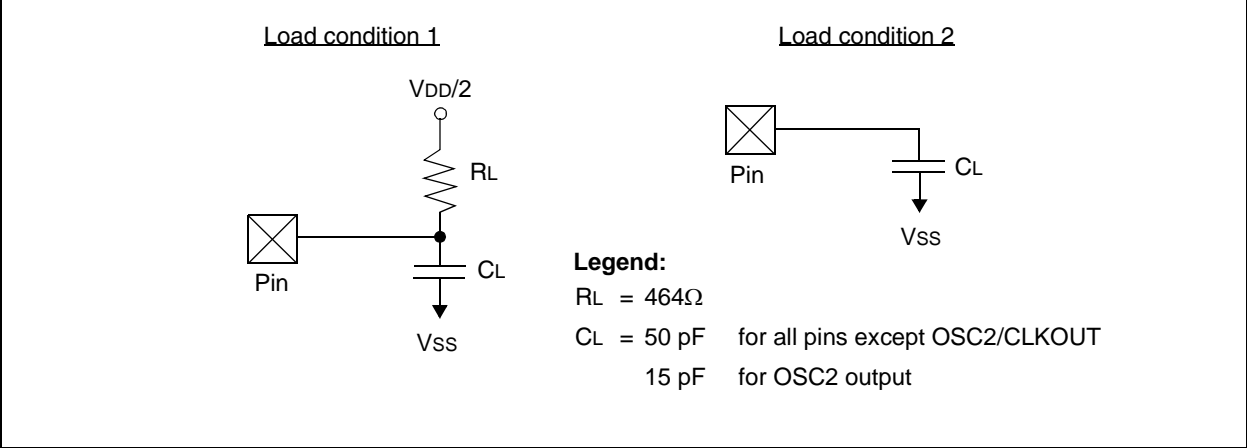 Load condition 1
VDD/2
RL
Pin
CL
VSS
Load condition 2
Pin
CL
VSS
Legend:
RL = 464Ω
CL = 50 pF for all pins except OSC2/CLKOUT
15 pF for OSC2 output